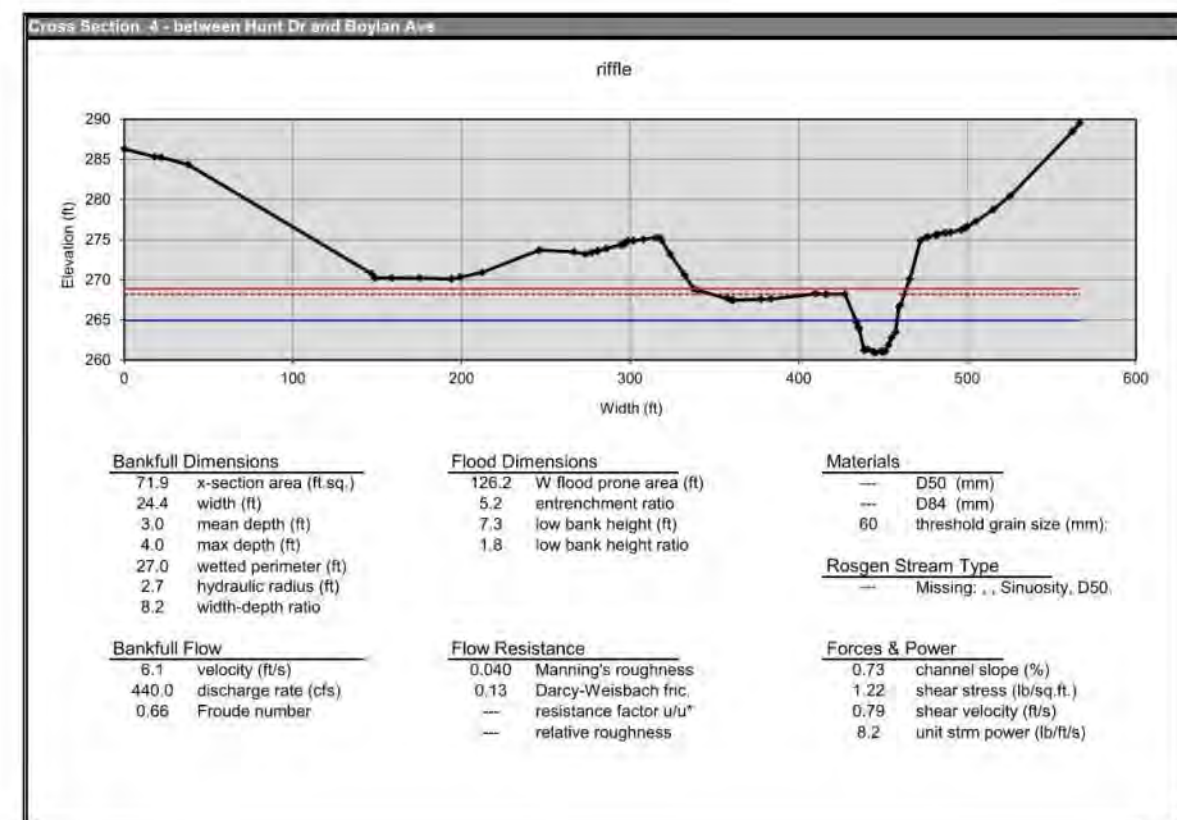 Cross Section 4 - between Hunt Dr and Boylan Ave
riffle
290
285
280
275
270
265
260
Elevation (ft)
0 100 200 300 400 500 600
Width (ft)
Bankfull Dimensions
71.9 x-section area (ft.sq.)
24.4 width (ft)
3.0 mean depth (ft)
4.0 max depth (ft)
27.0 wetted perimeter (ft)
2.7 hydraulic radius (ft)
8.2 width-depth ratio
Flood Dimensions
126.2 W flood prone area (ft)
5.2 entrenchment ratio
7.3 low bank height (ft)
1.8 low bank height ratio
Materials
--- D50 (mm)
--- D84 (mm)
60 threshold grain size (mm):
Rosgen Stream Type
--- Missing: , , Sinuosity, D50.
Bankfull Flow
6.1 velocity (ft/s)
440.0 discharge rate (cfs)
0.66 Froude number
Flow Resistance
0.040 Manning's roughness
0.13 Darcy-Weisbach fric.
--- resistance factor u/u*
--- relative roughness
Forces & Power
0.73 channel slope (%)
1.22 shear stress (lb/sq.ft.)
0.79 shear velocity (ft/s)
8.2 unit strm power (lb/ft/s)